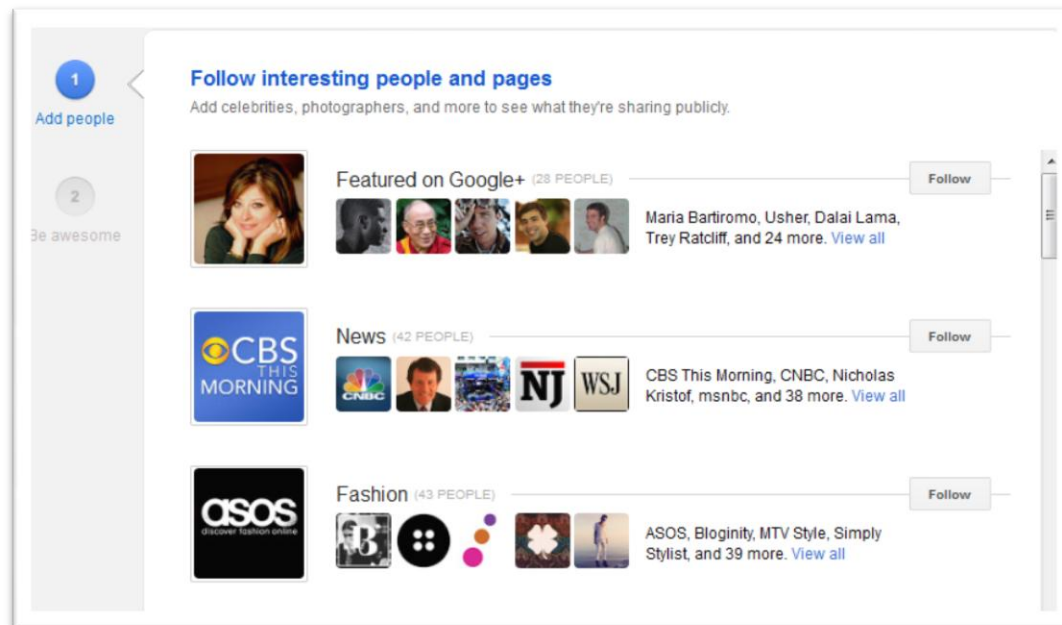 1
Add people
2
Be awesome
Follow interesting people and pages
Add celebrities, photographers, and more to see what they're sharing publicly.
Featured on Google+ (28 PEOPLE)
Follow
Maria Bartiromo, Usher, Dalai Lama,
Trey Ratcliff, and 24 more. View all
CBS
THIS
MORNING
News (42 PEOPLE)
Follow
CNBC
NJ
WSJ
CBS This Morning, CNBC, Nicholas
Kristof, msnbc, and 38 more. View all
asos
discover fashion online
Fashion (43 PEOPLE)
Follow
B
ASOS, Bloginity, MTV Style, Simply
Stylist, and 39 more. View all